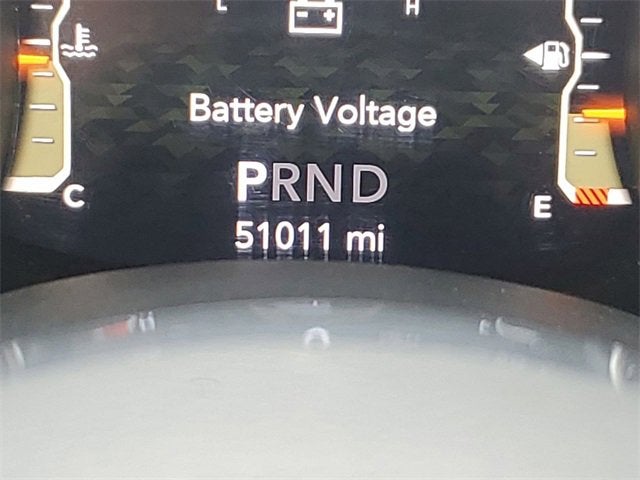 L H
Battery Voltage
C PRND E
51011 mi